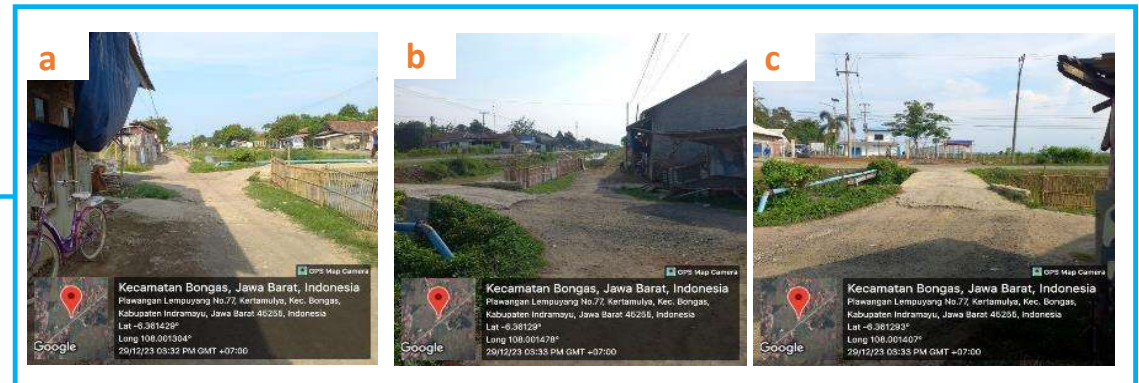 a
GPS Map Camera
Kecamatan Bongas, Jawa Barat, Indonesia
Plawangan Lempuyang No.77, Kertamulya, Kec. Bongas,
Kabupaten Indramayu, Jawa Barat 45255, Indonesia
Lat -6.361429°
Long 108.001304°
29/12/23 03:32 PM GMT +07:00
Google
b
GPS Map Camera
Kecamatan Bongas, Jawa Barat, Indonesia
Plawangan Lempuyang No.77, Kertamulya, Kec. Bongas,
Kabupaten Indramayu, Jawa Barat 45255, Indonesia
Lat -6.36129°
Long 108.001478°
29/12/23 03:33 PM GMT +07:00
Google
c
GPS Map Camera
Kecamatan Bongas, Jawa Barat, Indonesia
Plawangan Lempuyang No.77, Kertamulya, Kec. Bongas,
Kabupaten Indramayu, Jawa Barat 45255, Indonesia
Lat -6.361293°
Long 108.001407°
29/12/23 03:33 PM GMT +07:00
Google